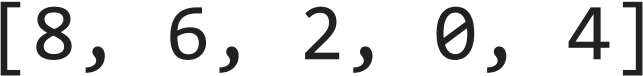 [8, 6, 2, 0, 4]